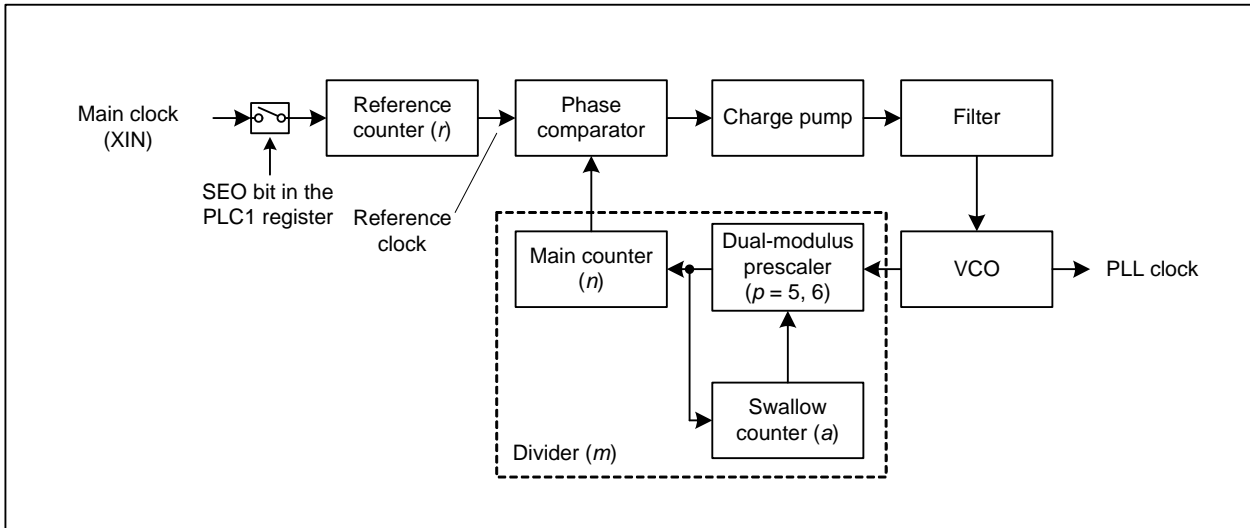 Main clock
(XIN)
SEO bit in the
PLC1 register
Reference
counter (r)
Reference
clock
Phase
comparator
Charge pump
Filter
Main counter
(n)
Dual-modulus
prescaler
(p = 5, 6)
VCO
PLL clock
Swallow
counter (a)
Divider (m)